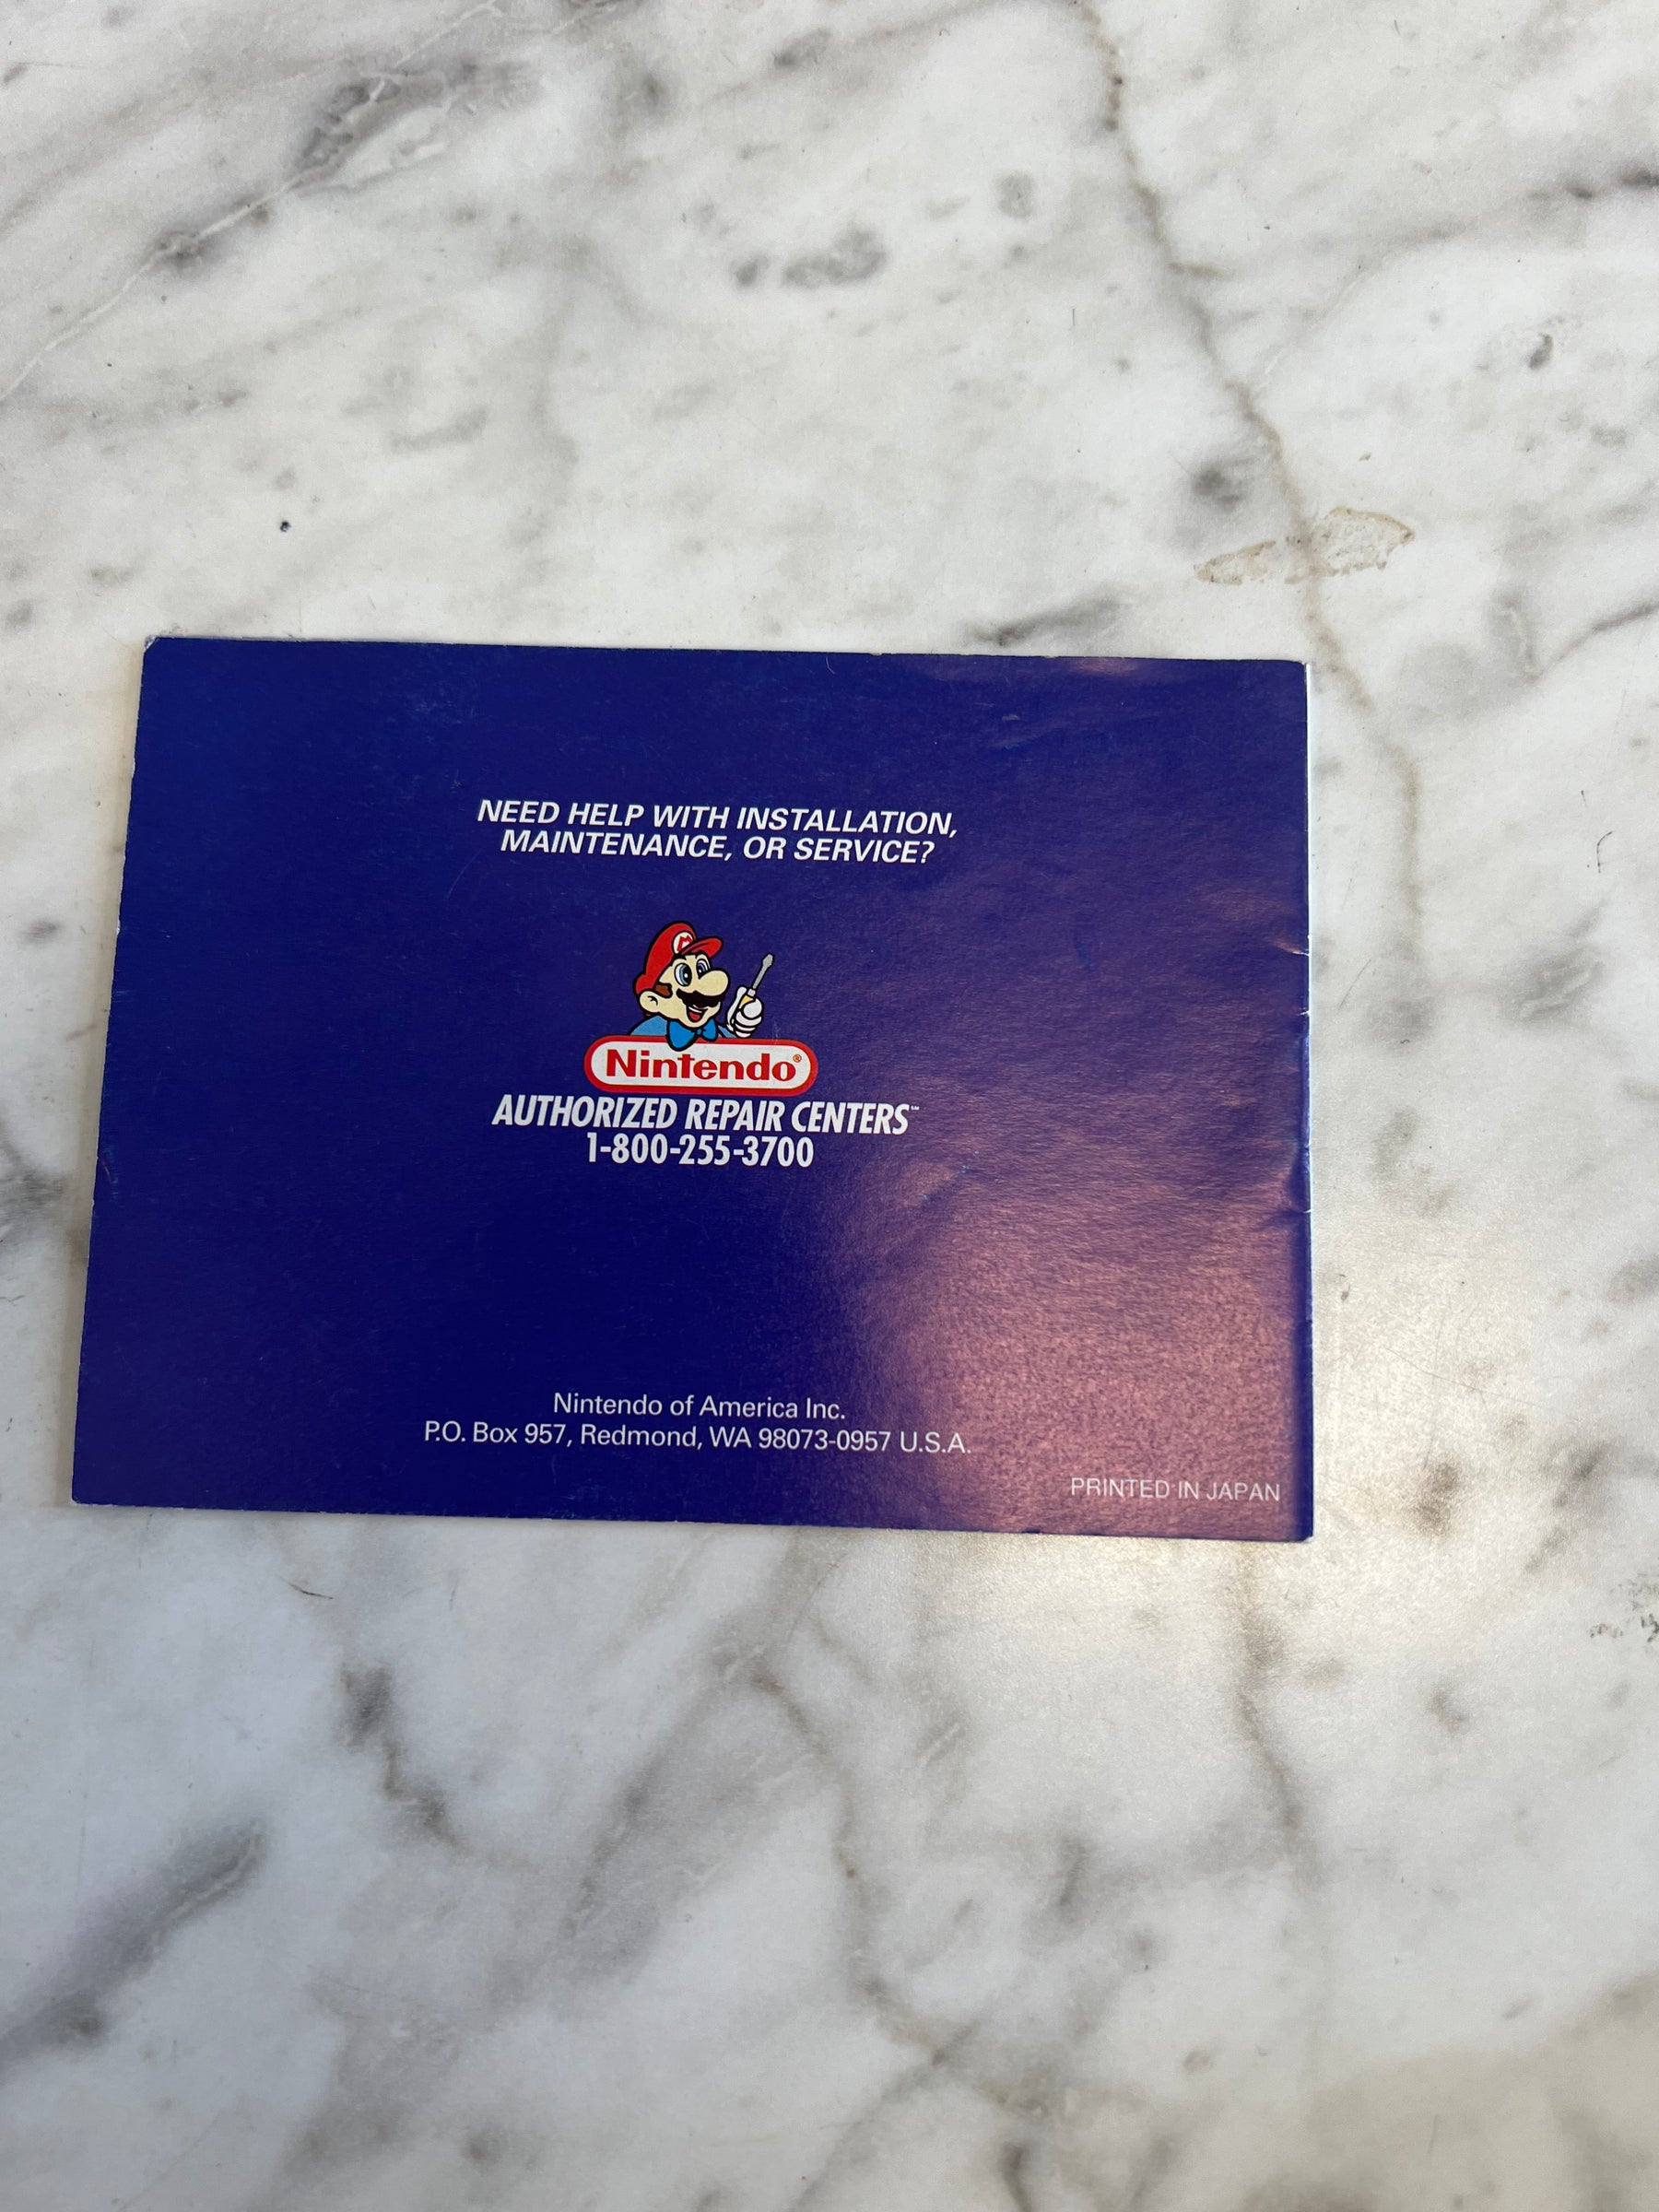 NEED HELP WITH INSTALLATION,
MAINTENANCE, OR SERVICE?
M
Nintendo®
AUTHORIZED REPAIR CENTERS™
1-800-255-3700
Nintendo of America Inc.
P.O. Box 957, Redmond, WA 98073-0957 U.S.A.
PRINTED IN JAPAN